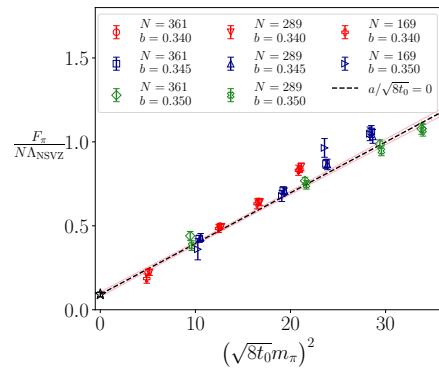 N = 361
b = 0.340
N = 289
b = 0.340
N = 169
b = 0.340
N = 361
b = 0.345
N = 289
b = 0.345
N = 169
b = 0.350
N = 361
b = 0.350
N = 289
b = 0.350
a/√8t₀ = 0
1.5
1.0
0.5
0.0
F_π / NΛ_NSVZ
0 10 20 30
(√8t₀ m_π)²